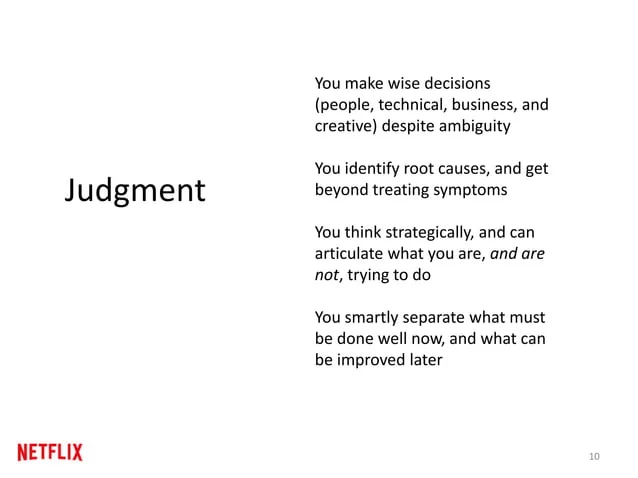 Judgment
You make wise decisions
(people, technical, business, and
creative) despite ambiguity
You identify root causes, and get
beyond treating symptoms
You think strategically, and can
articulate what you are, and are
not, trying to do
You smartly separate what must
be done well now, and what can
be improved later
NETFLIX
10